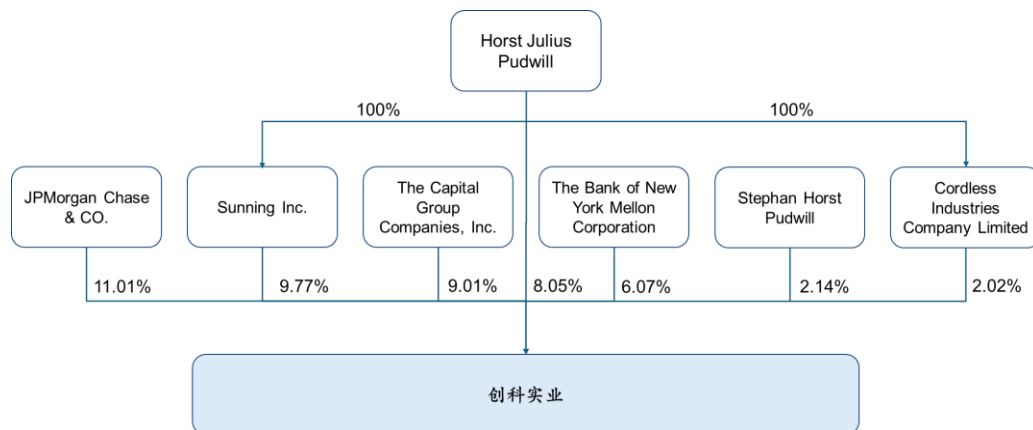 Horst Julius
Pudwill
100%
100%
JPMorgan Chase
& CO.
Sunning Inc.
The Capital
Group
Companies, Inc.
The Bank of New
York Mellon
Corporation
Stephan Horst
Pudwill
Cordless
Industries
Company Limited
11.01%
9.77%
9.01%
8.05%
6.07%
2.14%
2.02%
创科实业